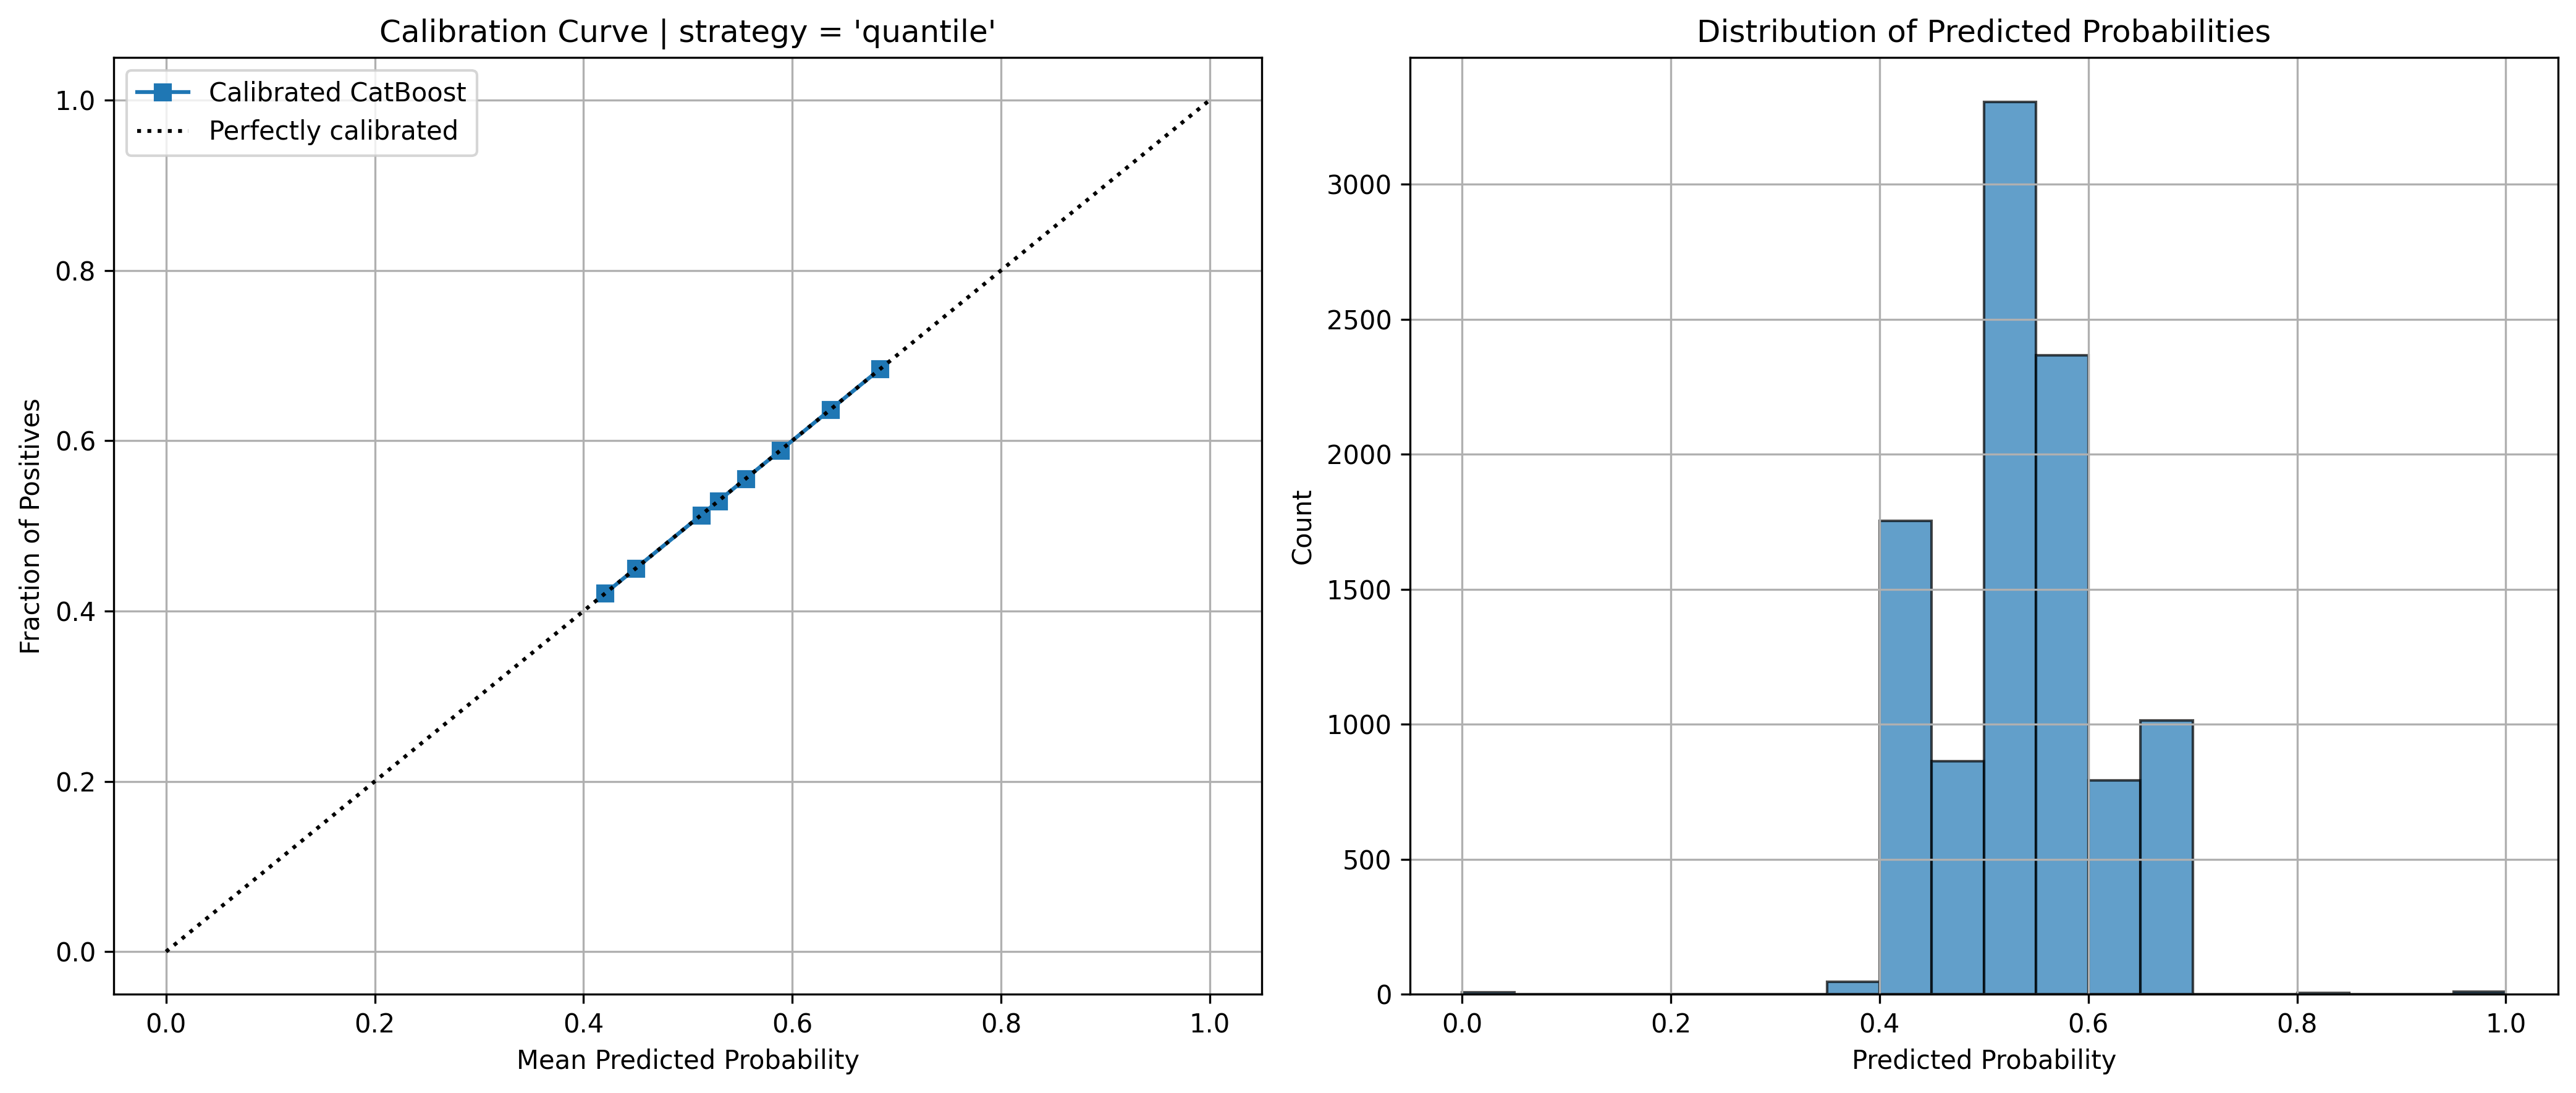 Calibration Curve | strategy = 'quantile'
Calibrated CatBoost
Perfectly calibrated
1.0
0.8
0.6
0.4
0.2
0.0
Fraction of Positives
0.0 0.2 0.4 0.6 0.8 1.0
Mean Predicted Probability
Distribution of Predicted Probabilities
3000
2500
2000
1500
1000
500
0
Count
0.0 0.2 0.4 0.6 0.8 1.0
Predicted Probability